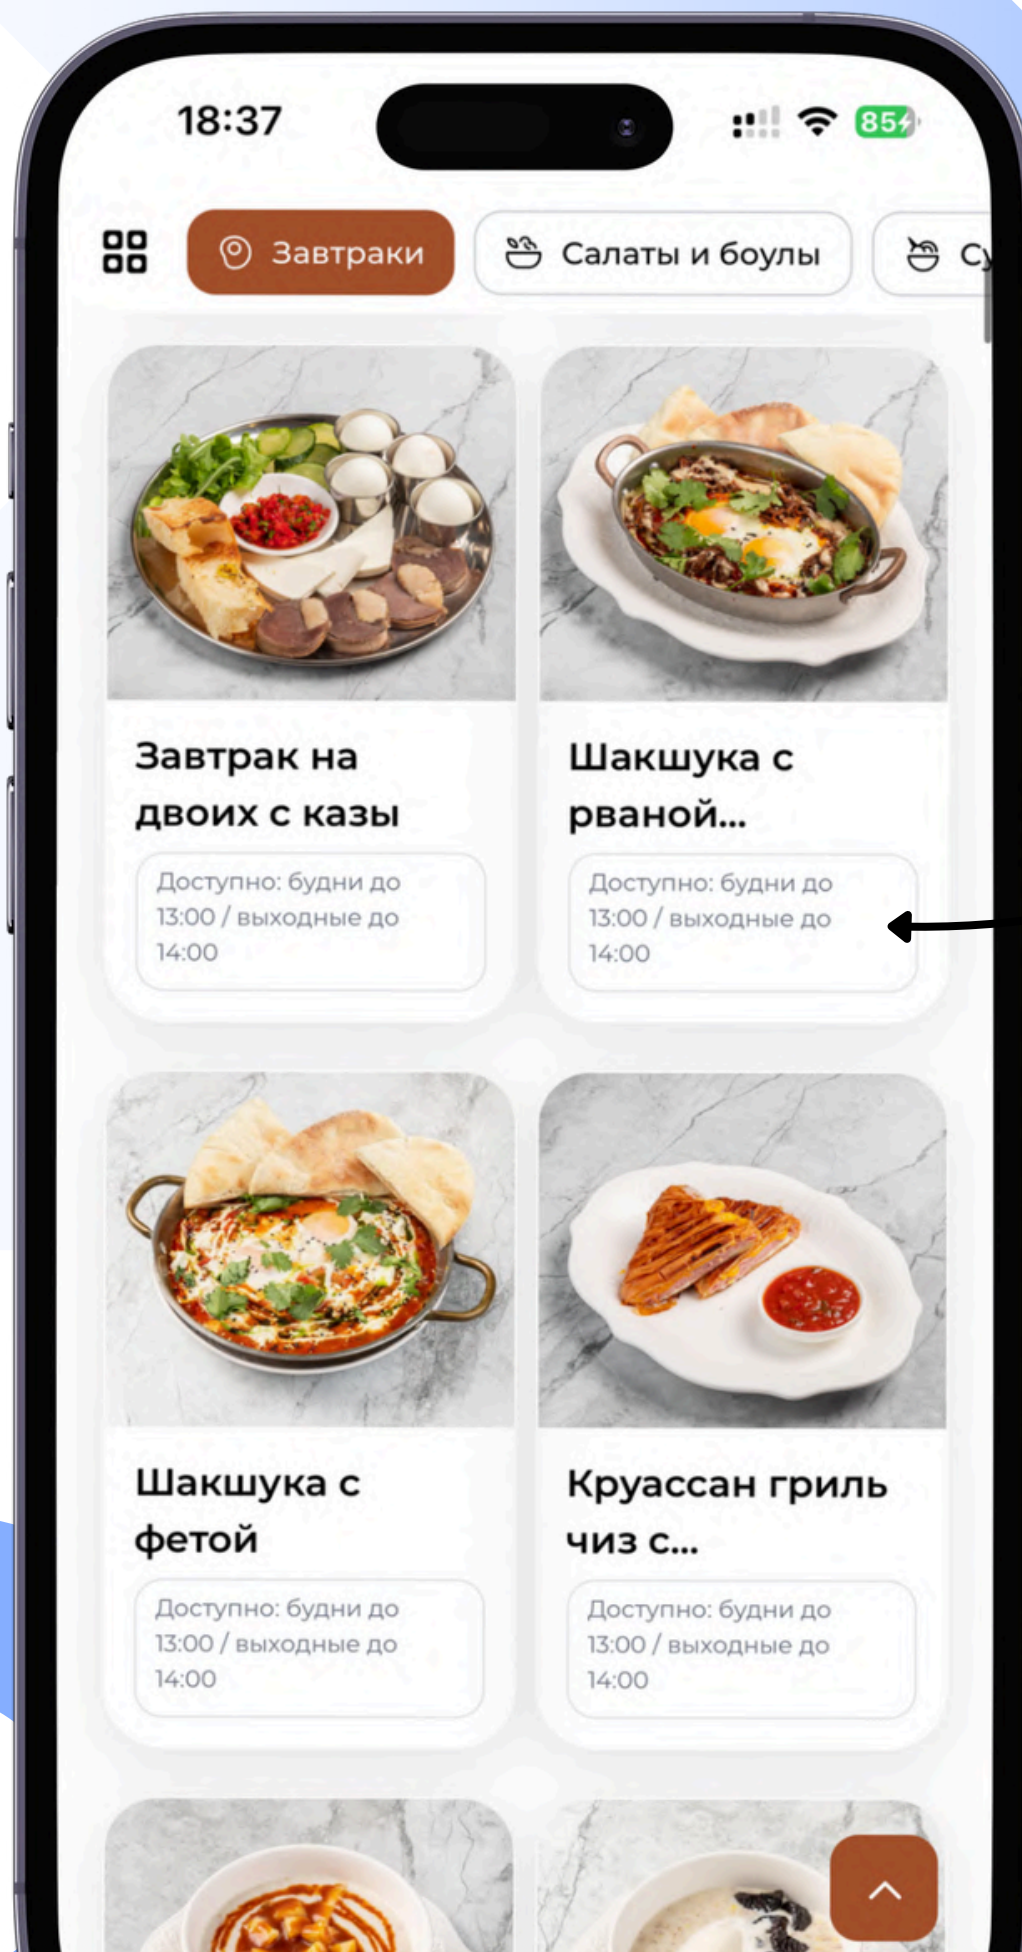 18:37
85
Завтраки
Салаты и боулы
Завтрак на
двоих с казы
Доступно: будни до
13:00 / выходные до
14:00
Шакшука с
рваной...
Доступно: будни до
13:00 / выходные до
14:00
Шакшука с
фетой
Доступно: будни до
13:00 / выходные до
14:00
Круассан гриль
чиз с...
Доступно: будни до
13:00 / выходные до
14:00